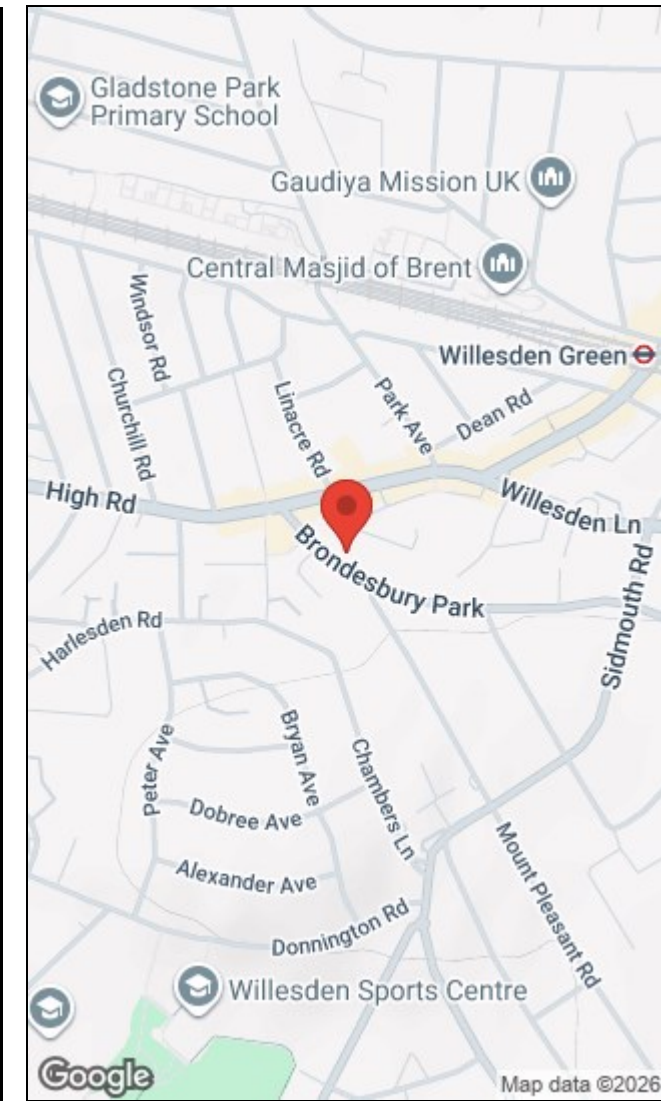 Gladstone Park
Primary School
Gaudiya Mission UK
Central Masjid of Brent
Windsor Rd
Willesden Green
Churchill Rd
Linacre Rd
Park Ave
Dean Rd
High Rd
Willesden Ln
Brondesbury Park
Sidmouth Rd
Harlesden Rd
Peter Ave
Bryan Ave
Chambers Ln
Dobree Ave
Alexander Ave
Mount Pleasant Rd
Donnington Rd
Willesden Sports Centre
Google
Map data ©2026